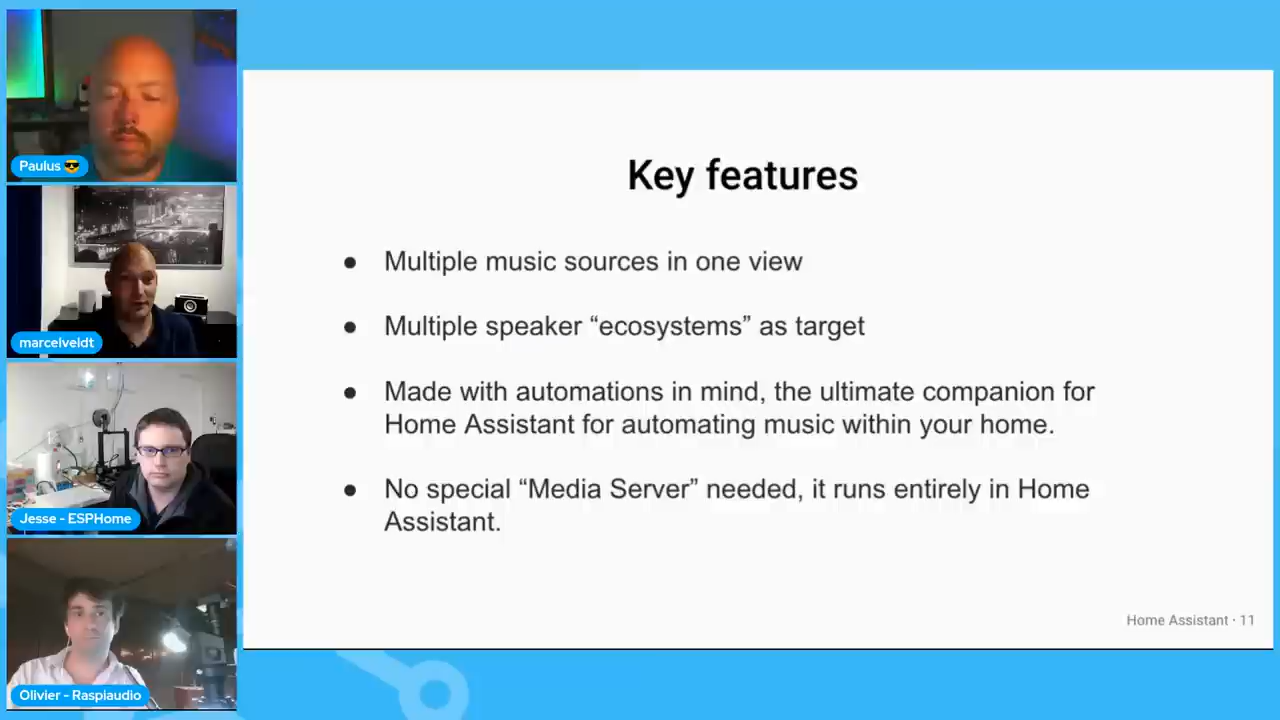 Paulus 😎
marcelveldt
Jesse - ESPHome
Olivier - Raspiaudio
Key features
● Multiple music sources in one view
● Multiple speaker “ecosystems” as target
● Made with automations in mind, the ultimate companion for
Home Assistant for automating music within your home.
● No special “Media Server” needed, it runs entirely in Home
Assistant.
Home Assistant · 11